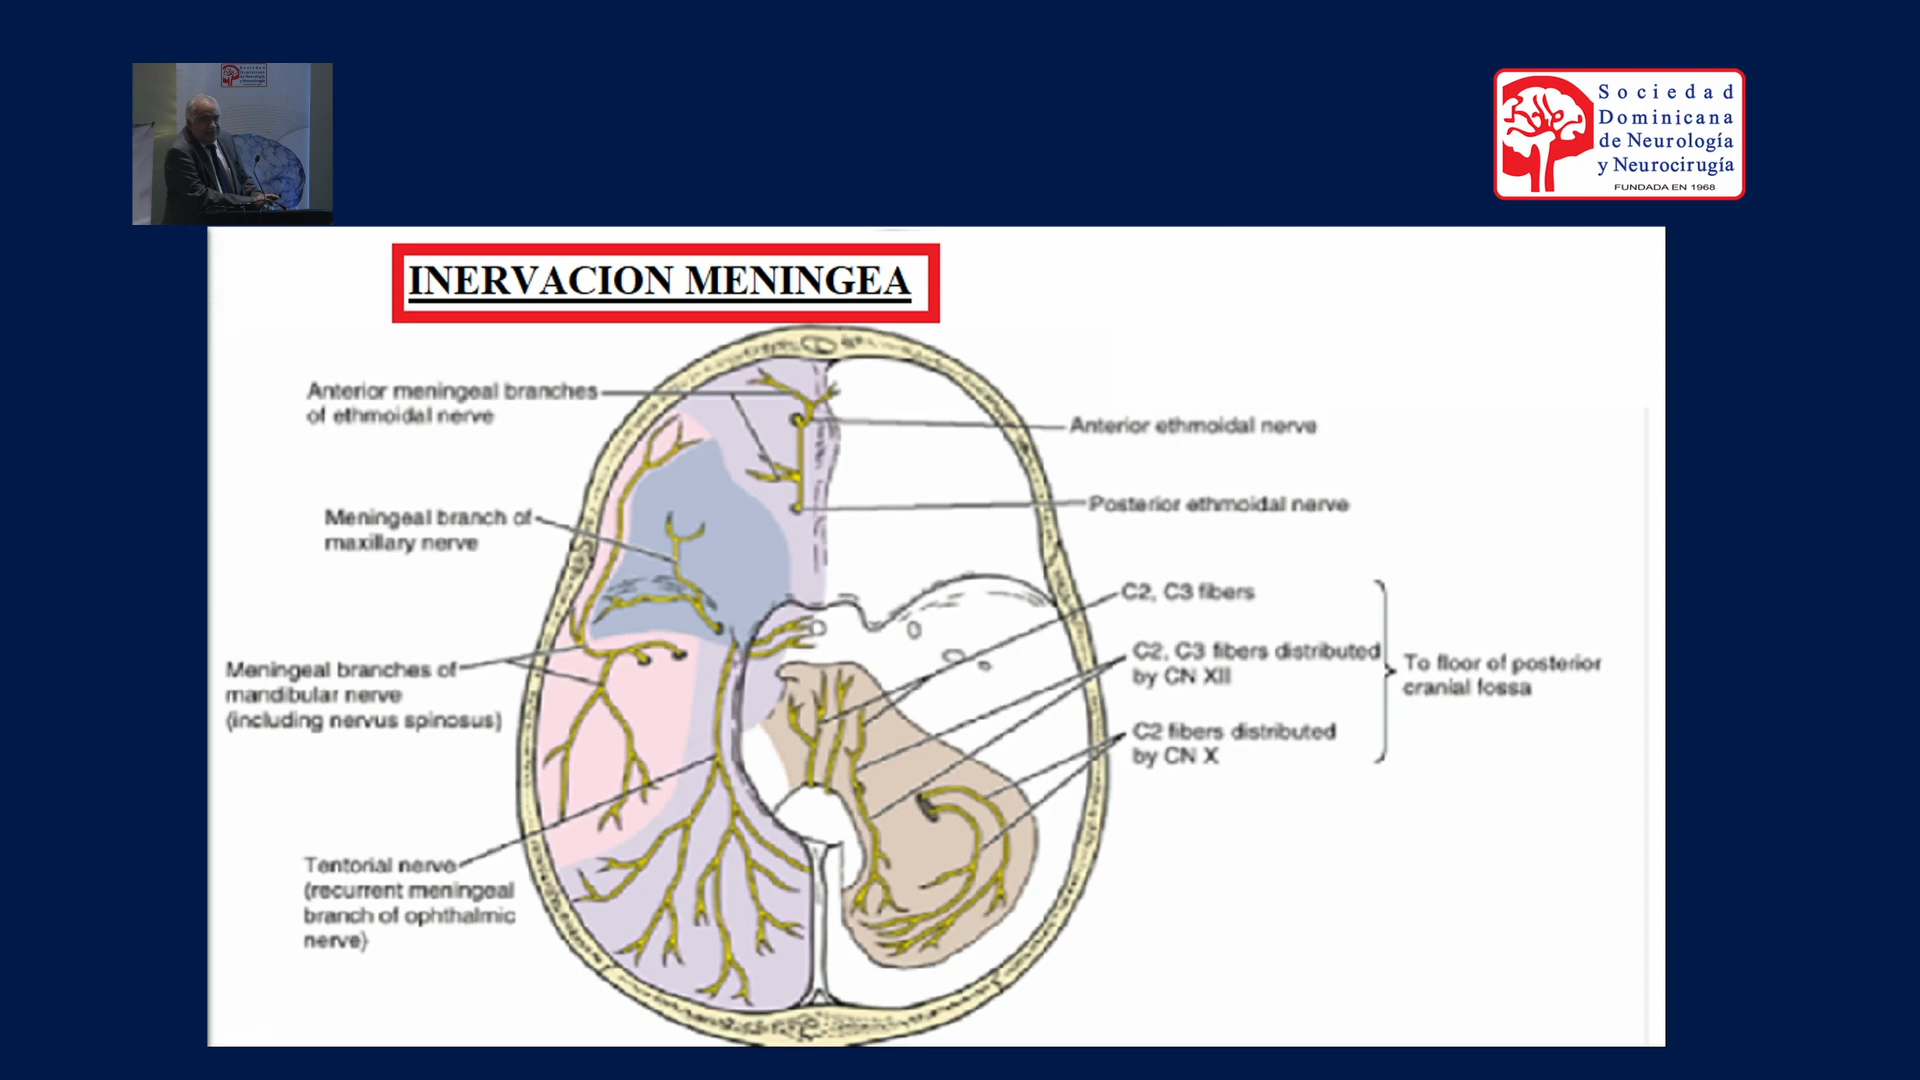 Sociedad
Dominicana
de Neurología
y Neurocirugía
FUNDADA EN 1968
INERVACION MENINGEA
Anterior meningeal branches
of ethmoidal nerve
Anterior ethmoidal nerve
Meningeal branch of
maxillary nerve
Posterior ethmoidal nerve
C2, C3 fibers
C2, C3 fibers distributed
by CN XII
To floor of posterior
cranial fossa
C2 fibers distributed
by CN X
Meningeal branches of
mandibular nerve
(including nervus spinosus)
Tentorial nerve
(recurrent meningeal
branch of ophthalmic
nerve)